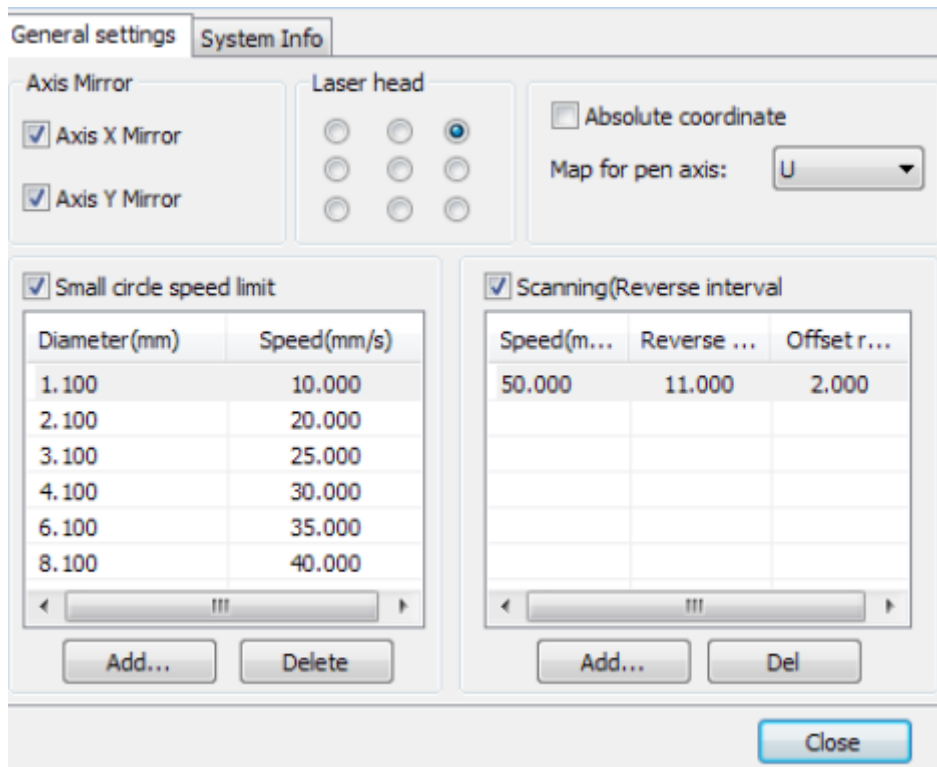 General settings System Info
Axis Mirror
Axis X Mirror
Axis Y Mirror
Laser head
Absolute coordinate
Map for pen axis: U
Small circle speed limit
Diameter(mm) Speed(mm/s)
1.100 10.000
2.100 20.000
3.100 25.000
4.100 30.000
6.100 35.000
8.100 40.000
Add... Delete
Scanning(Reverse interval
Speed(m... Reverse ... Offset r...
50.000 11.000 2.000
Add... Del
Close